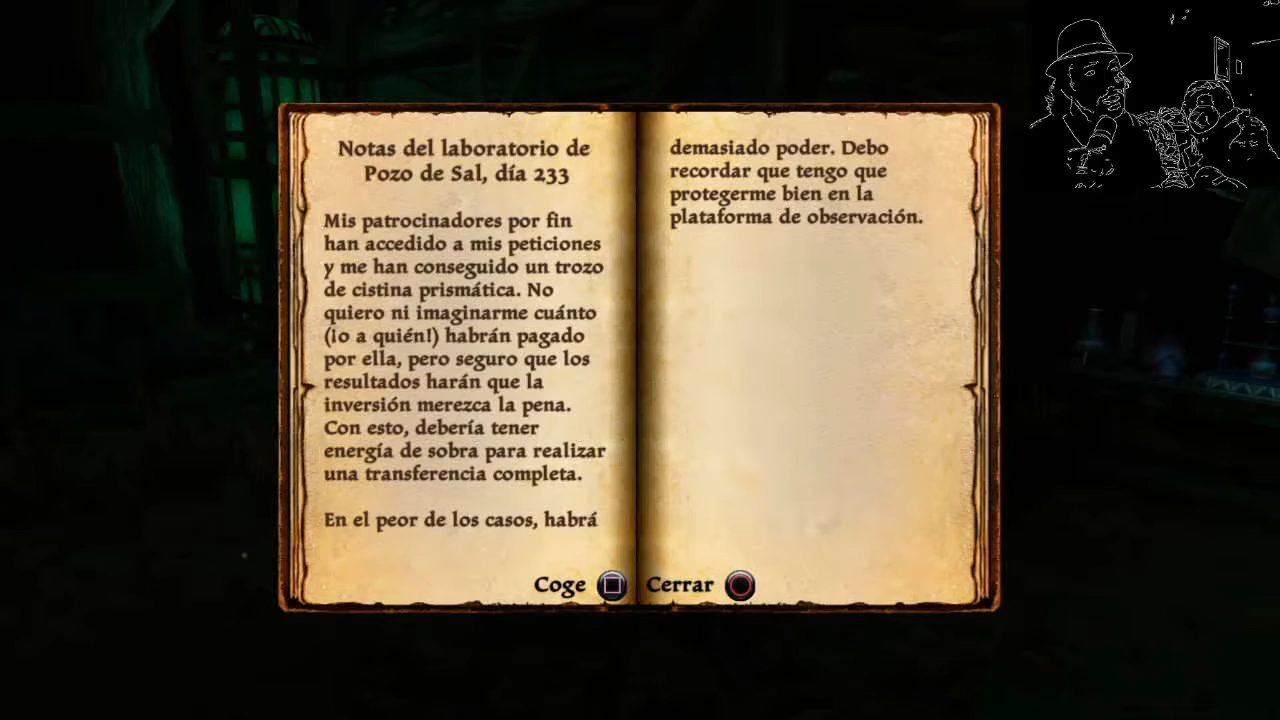 Notas del laboratorio de
Pozo de Sal, día 233
Mis patrocinadores por fin
han accedido a mis peticiones
y me han conseguido un trozo
de cistina prismática. No
quiero ni imaginarme cuánto
(¡o a quién!) habrán pagado
por ella, pero seguro que los
resultados harán que la
inversión merezca la pena.
Con esto, debería tener
energía de sobra para realizar
una transferencia completa.
En el peor de los casos, habrá
demasiado poder. Debo
recordar que tengo que
protegerme bien en la
plataforma de observación.
Coge
Cerrar